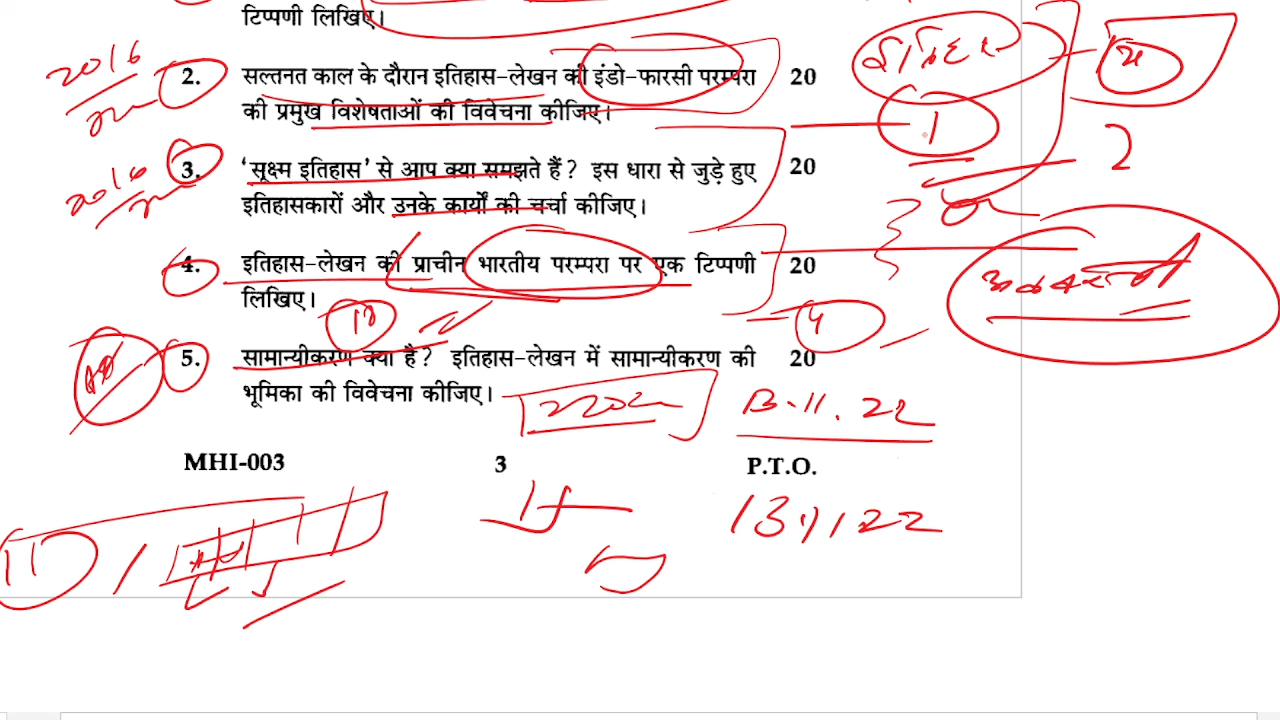 टिप्पणी लिखिए।
2016
2. सल्तनत काल के दौरान इतिहास-लेखन की इंडो-फारसी परम्परा 20
की प्रमुख विशेषताओं की विवेचना कीजिए।
1
2
2016
3. 'सूक्ष्म इतिहास' से आप क्या समझते हैं? इस धारा से जुड़े हुए 20
इतिहासकारों और उनके कार्यों की चर्चा कीजिए।
4. इतिहास-लेखन की प्राचीन भारतीय परम्परा पर एक टिप्पणी 20
लिखिए।
5. सामान्यीकरण क्या है? इतिहास-लेखन में सामान्यीकरण की 20
भूमिका की विवेचना कीजिए।
13.11.22
MHI-003 3 P.T.O.
11